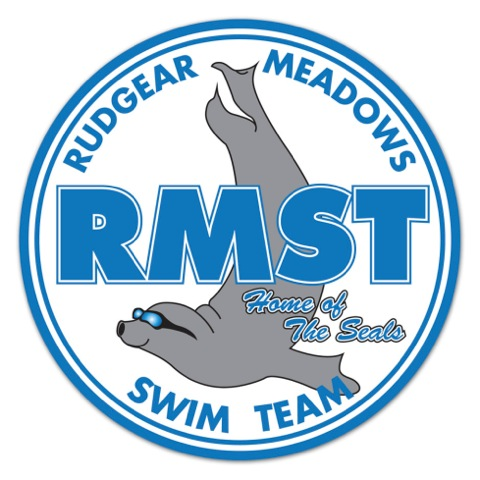 RUDGEAR MEADOWS
RMST
Home of
The Seals
SWIM TEAM